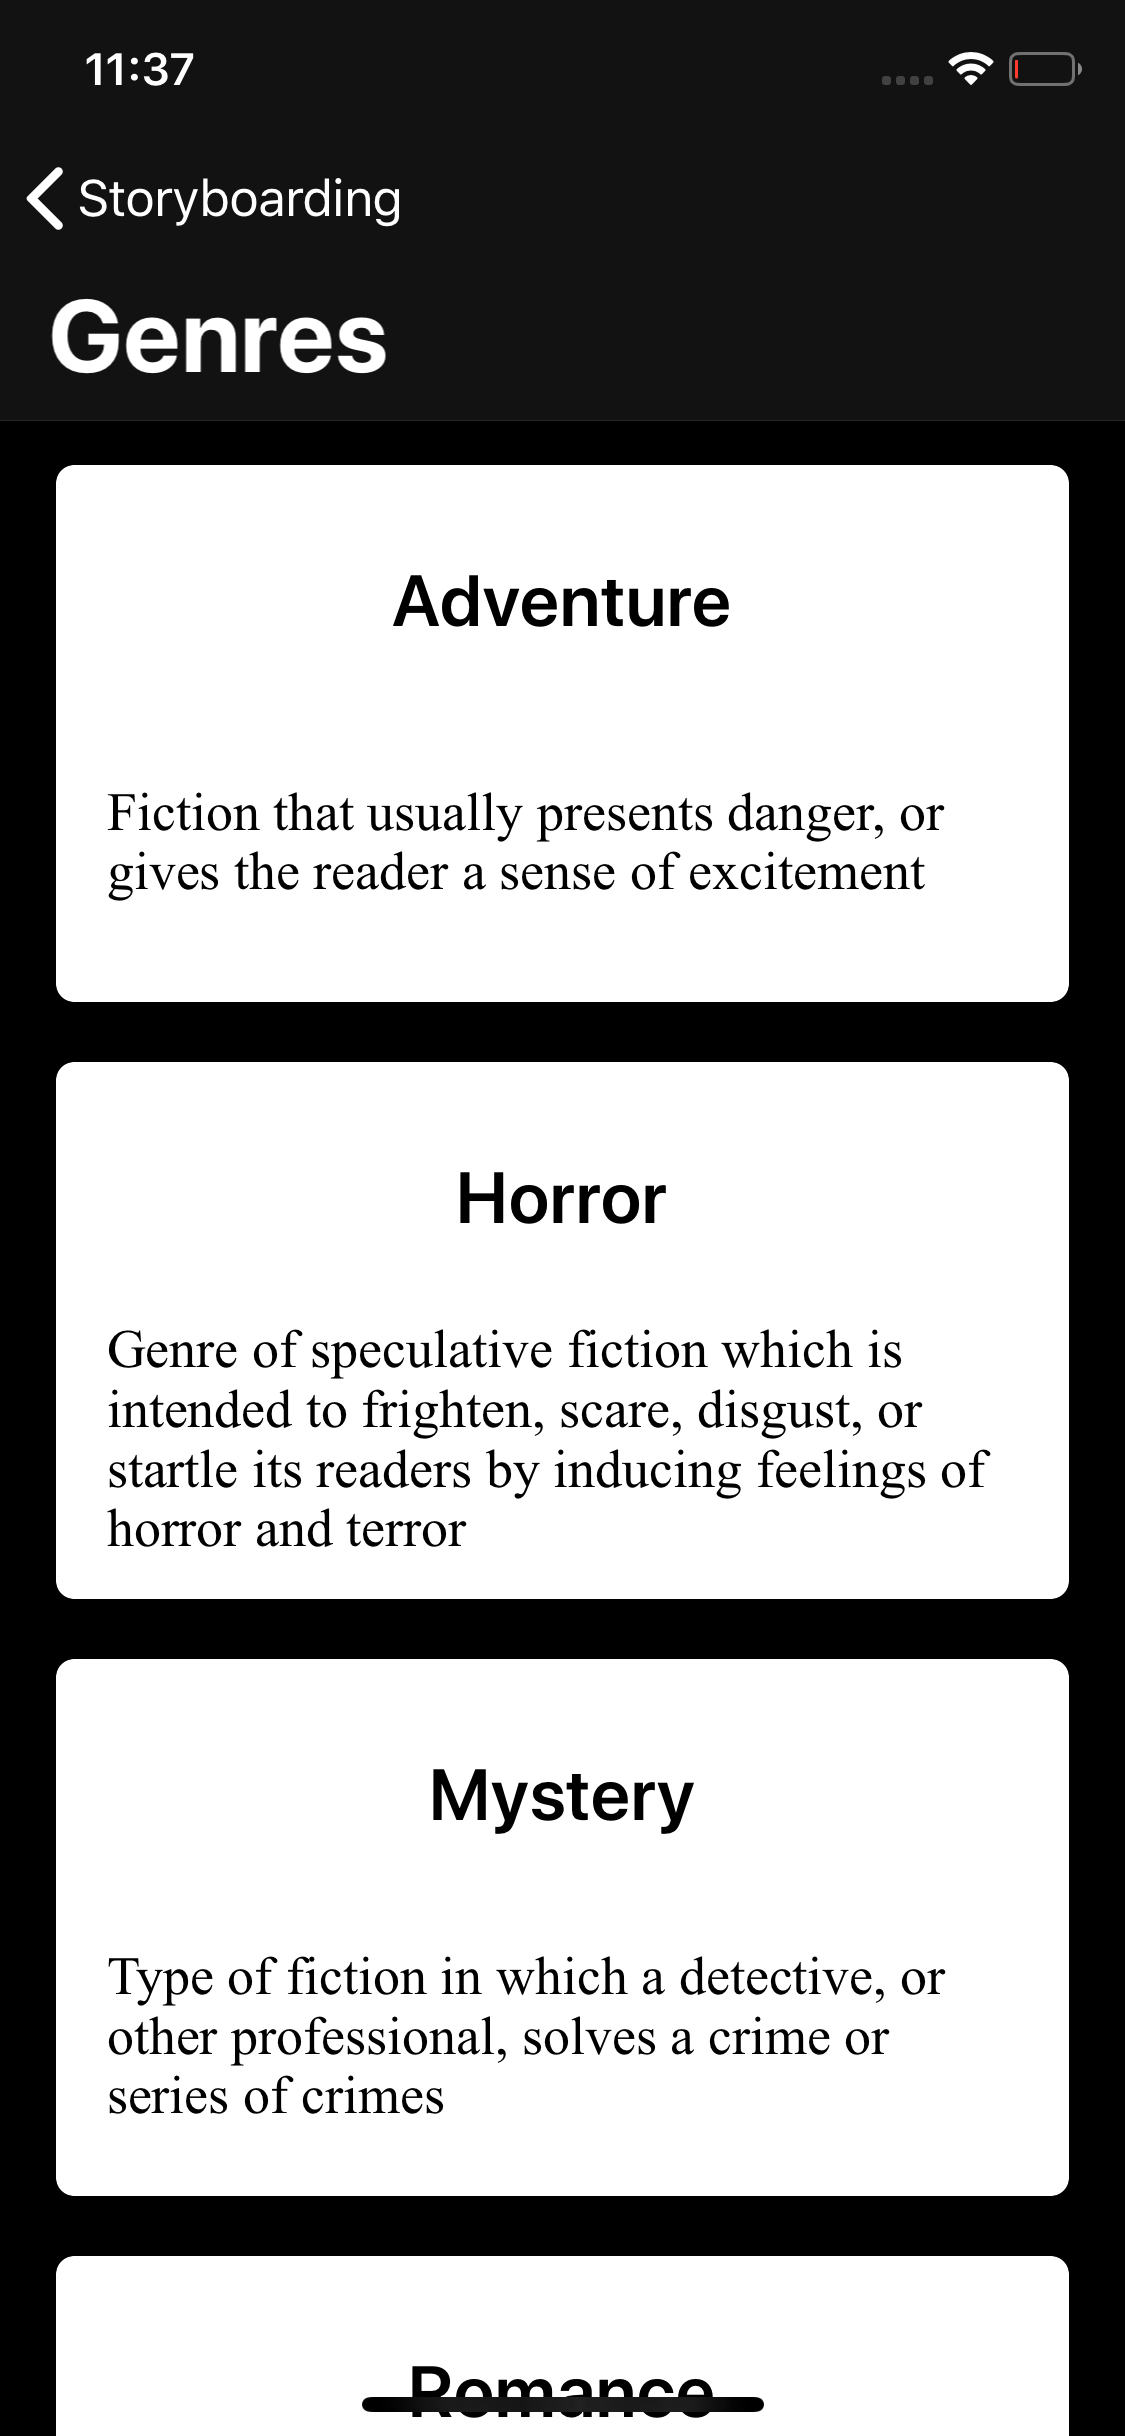 11:37
Storyboarding
Genres
Adventure
Fiction that usually presents danger, or
gives the reader a sense of excitement
Horror
Genre of speculative fiction which is
intended to frighten, scare, disgust, or
startle its readers by inducing feelings of
horror and terror
Mystery
Type of fiction in which a detective, or
other professional, solves a crime or
series of crimes
Romance